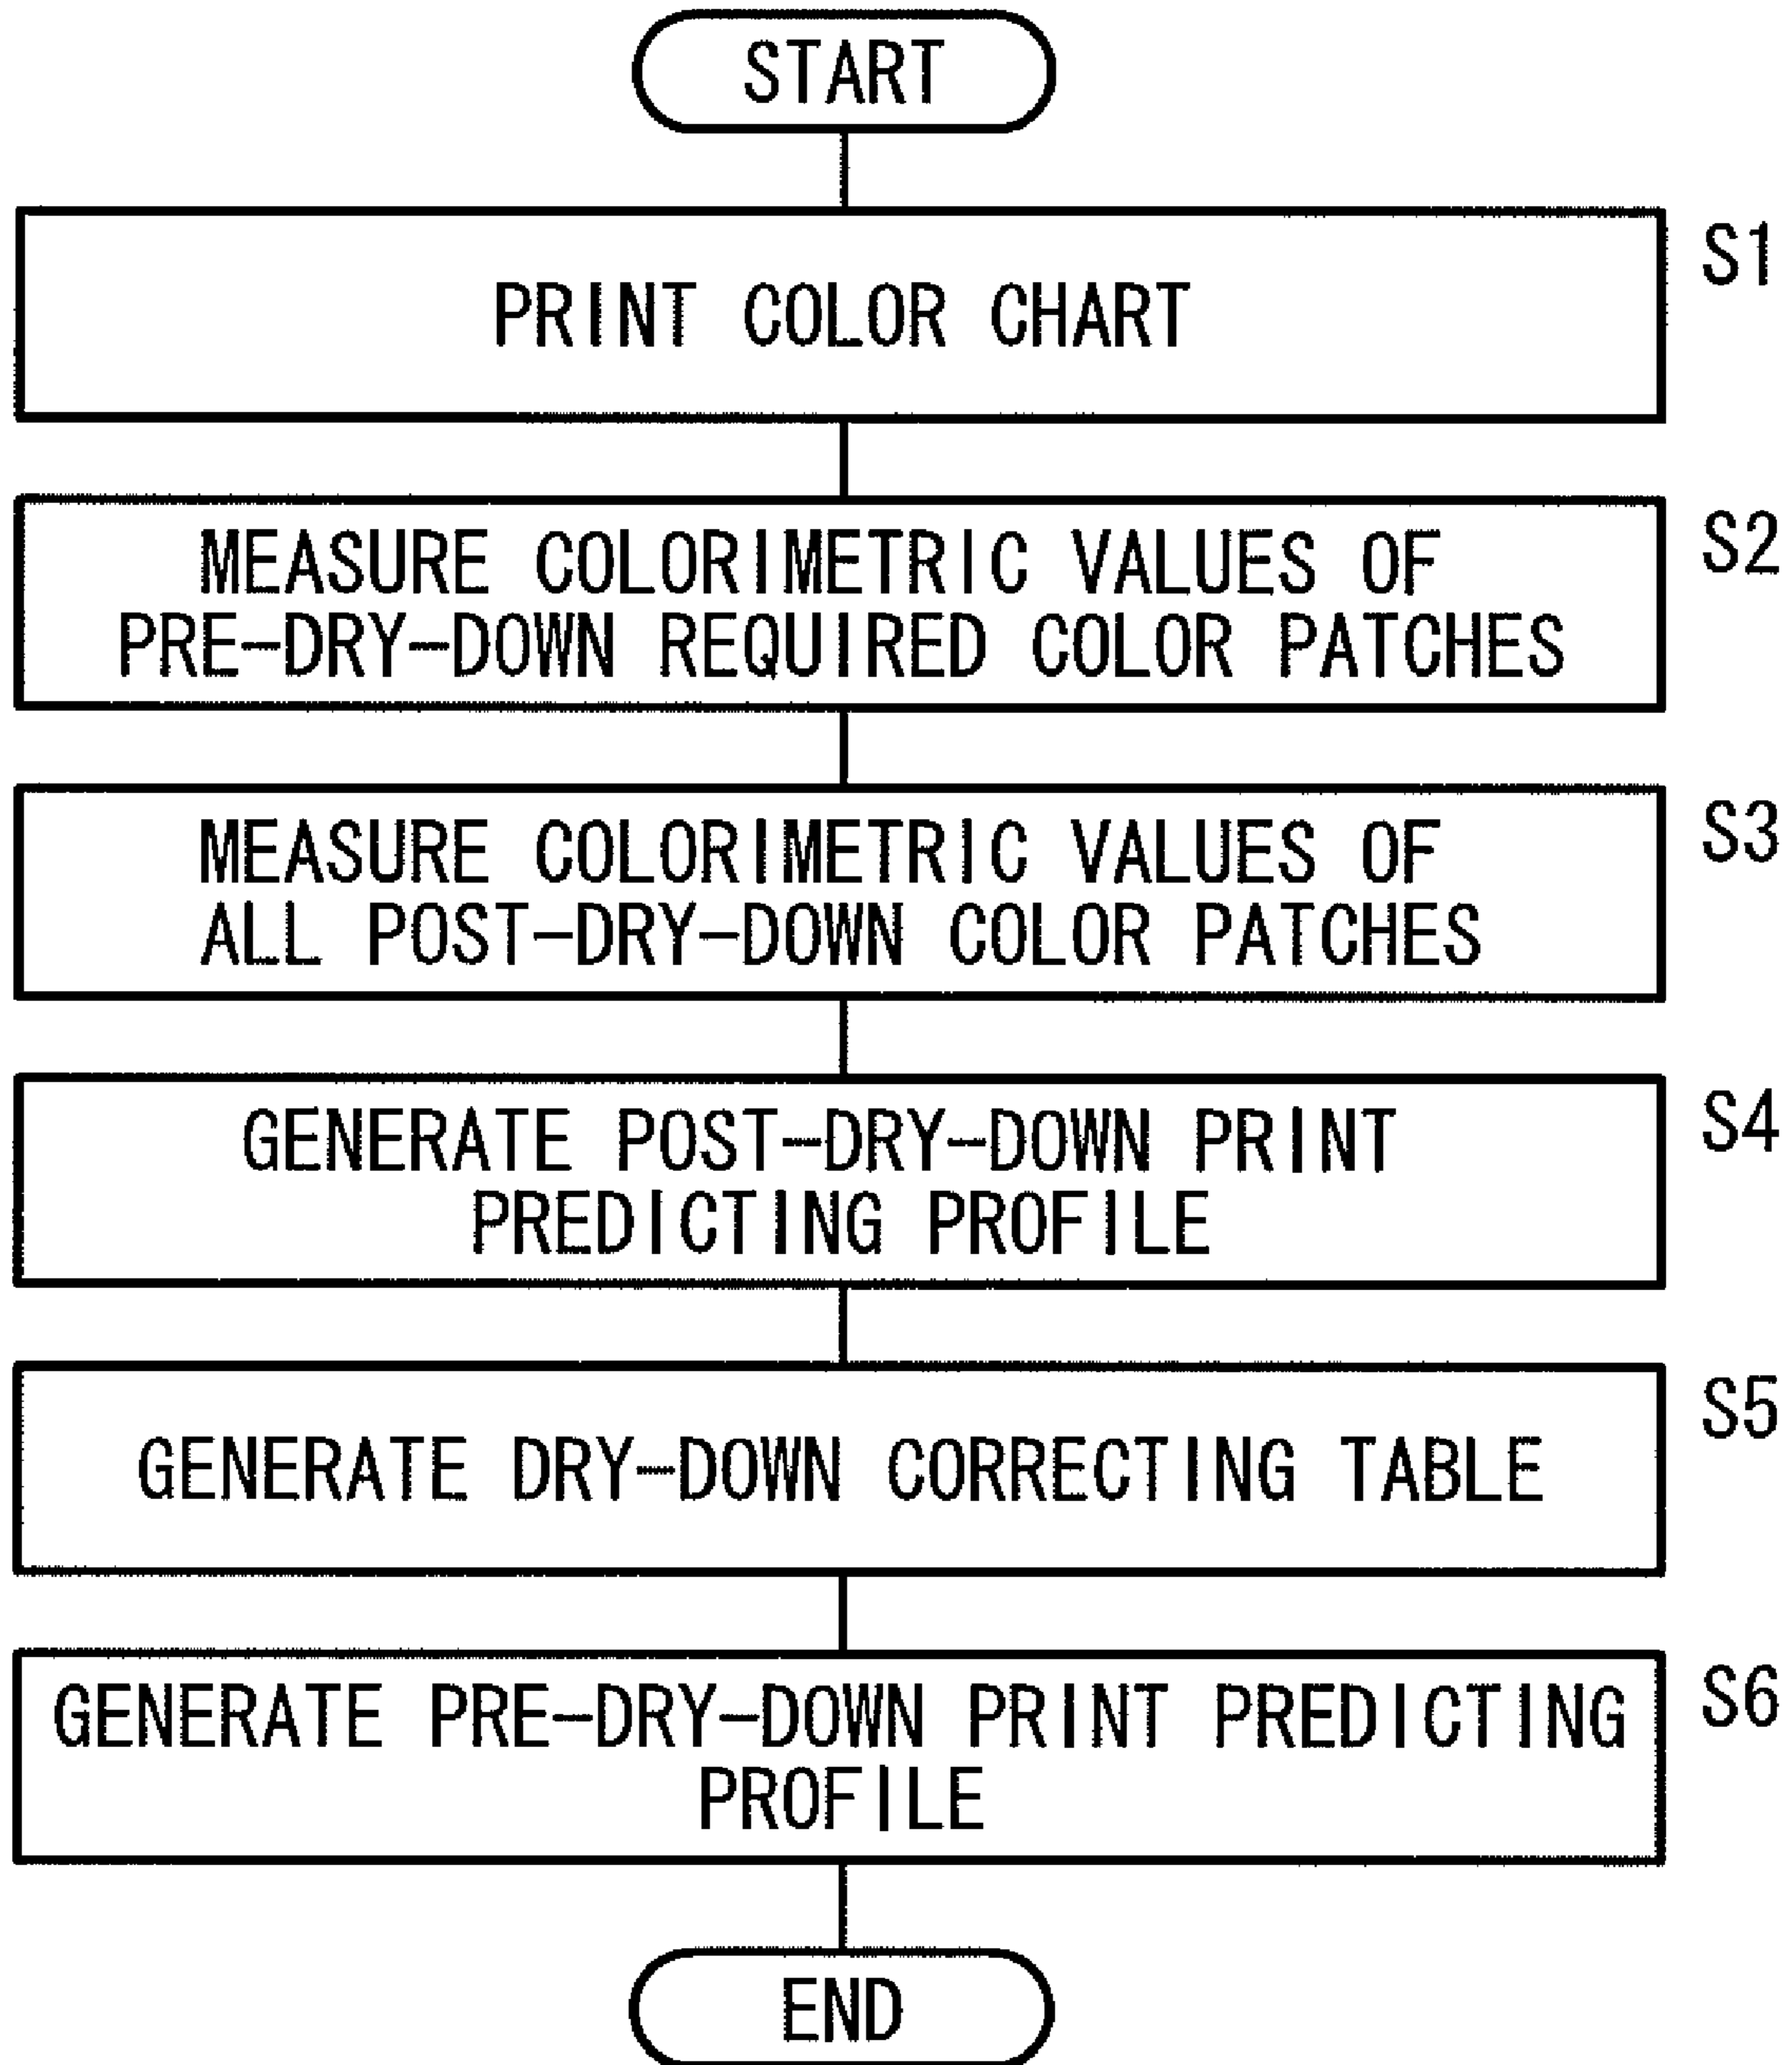 START
S1
PRINT COLOR CHART
S2
MEASURE COLORIMETRIC VALUES OF
PRE-DRY-DOWN REQUIRED COLOR PATCHES
S3
MEASURE COLORIMETRIC VALUES OF
ALL POST-DRY-DOWN COLOR PATCHES
S4
GENERATE POST-DRY-DOWN PRINT
PREDICTING PROFILE
S5
GENERATE DRY-DOWN CORRECTING TABLE
S6
GENERATE PRE-DRY-DOWN PRINT PREDICTING
PROFILE
END